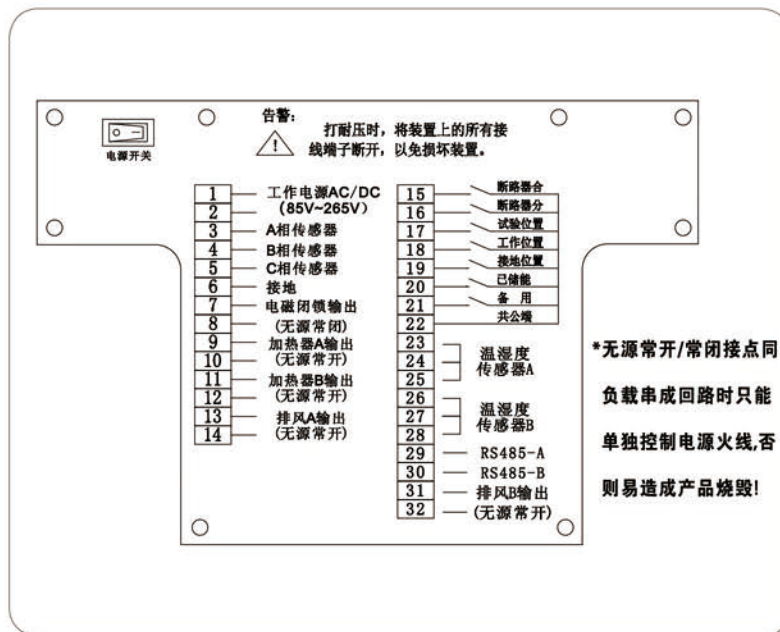 电源开关
告警：
打耐压时，将装置上的所有接
线端子断开，以免损坏装置。
!
1 工作电源AC/DC
2 (85V~265V)
3 A相传感器
4 B相传感器
5 C相传感器
6 接地
7 电磁闭锁输出
8 (无源常闭)
9 加热器A输出
10 (无源常开)
11 加热器B输出
12 (无源常开)
13 排风A输出
14 (无源常开)
15 断路器合
16 断路器分
17 试验位置
18 工作位置
19 接地位置
20 已储能
21 备 用
22 共公端
23
24
25
温湿度
传感器A
26
27
28
温湿度
传感器B
29 RS485-A
30 RS485-B
31 排风B输出
32 (无源常开)
*无源常开/常闭接点同
负载串成回路时只能
单独控制电源火线,否
则易造成产品烧毁!